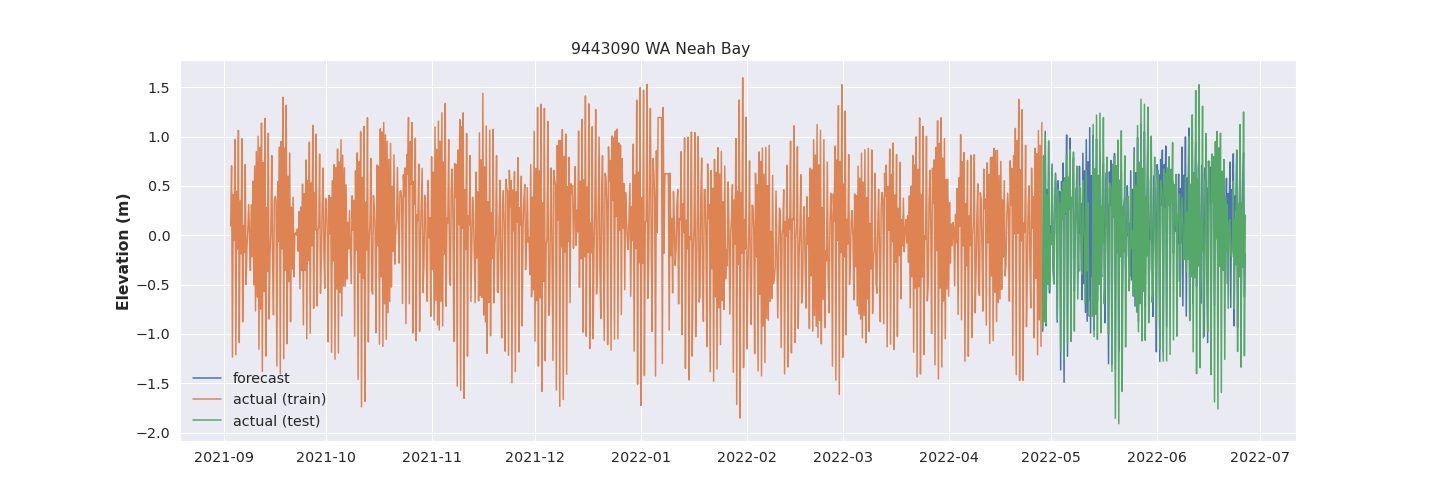 9443090 WA Neah Bay
Elevation (m)
1.5
1.0
0.5
0.0
−0.5
−1.0
−1.5
−2.0
forecast
actual (train)
actual (test)
2021-09 2021-10 2021-11 2021-12 2022-01 2022-02 2022-03 2022-04 2022-05 2022-06 2022-07